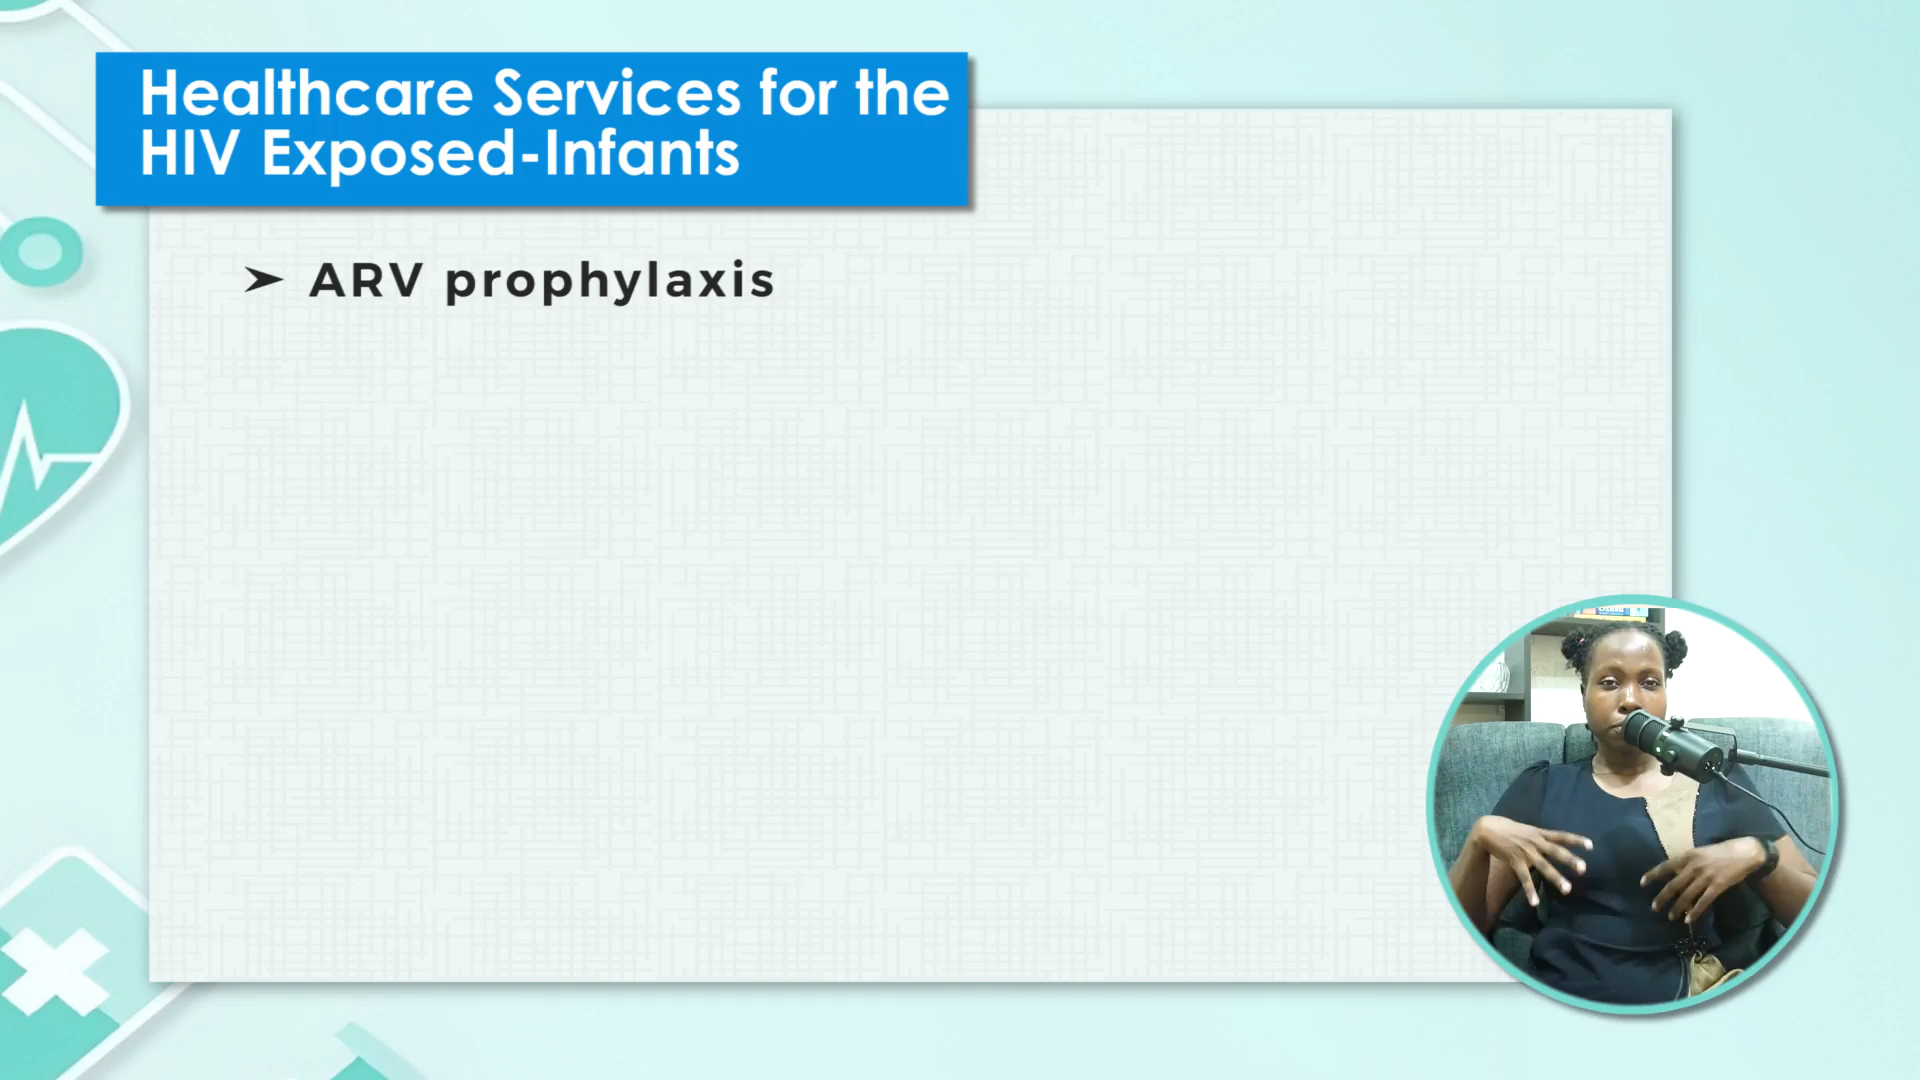 Healthcare Services for the
HIV Exposed-Infants
➤ ARV prophylaxis